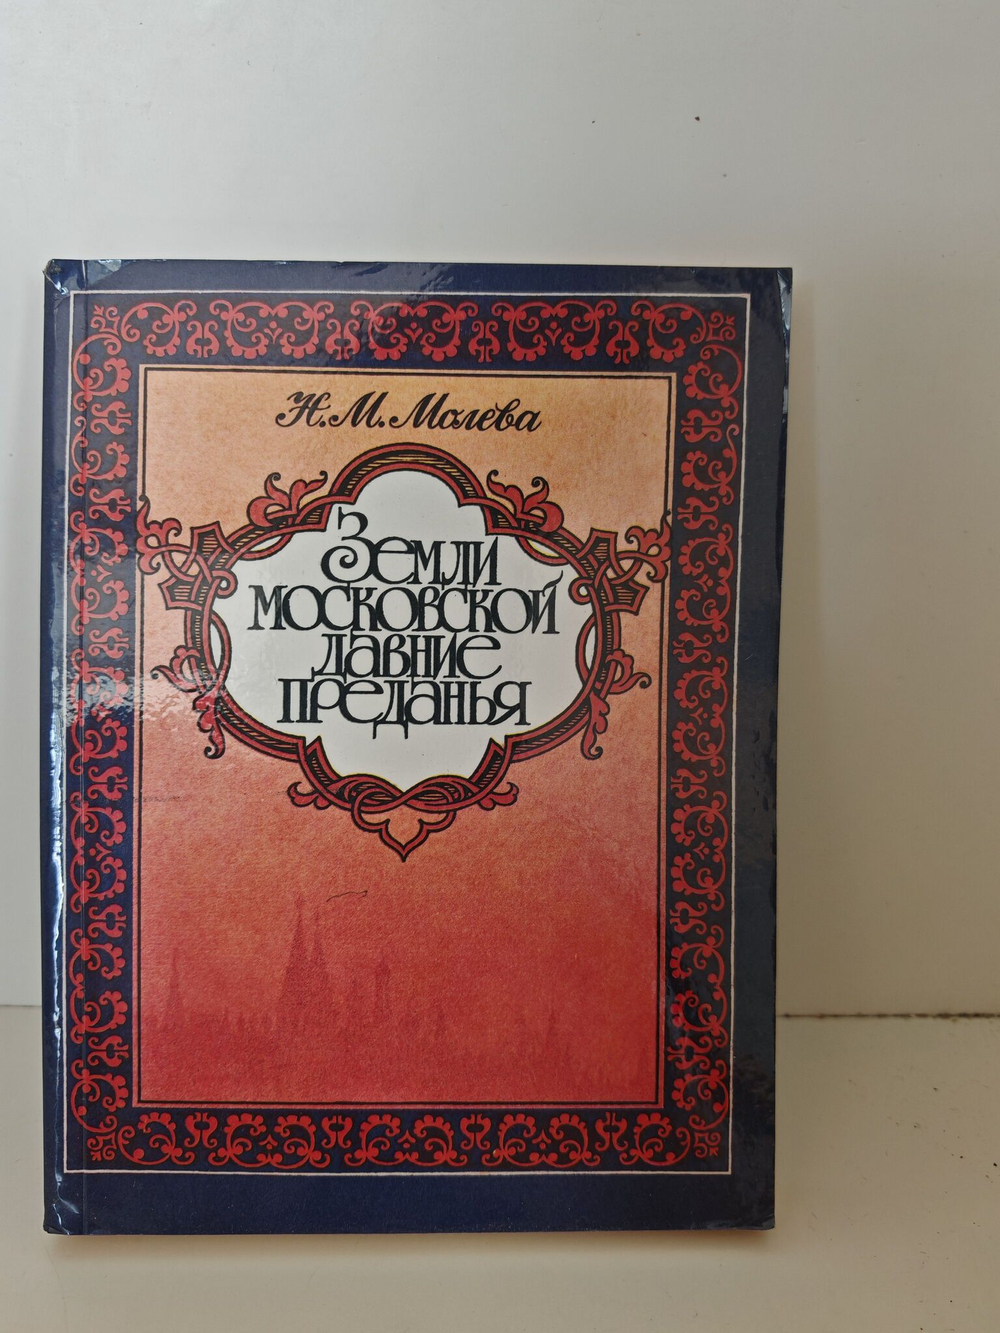 Н.М.Молева
Земли
московской
давние
преданья